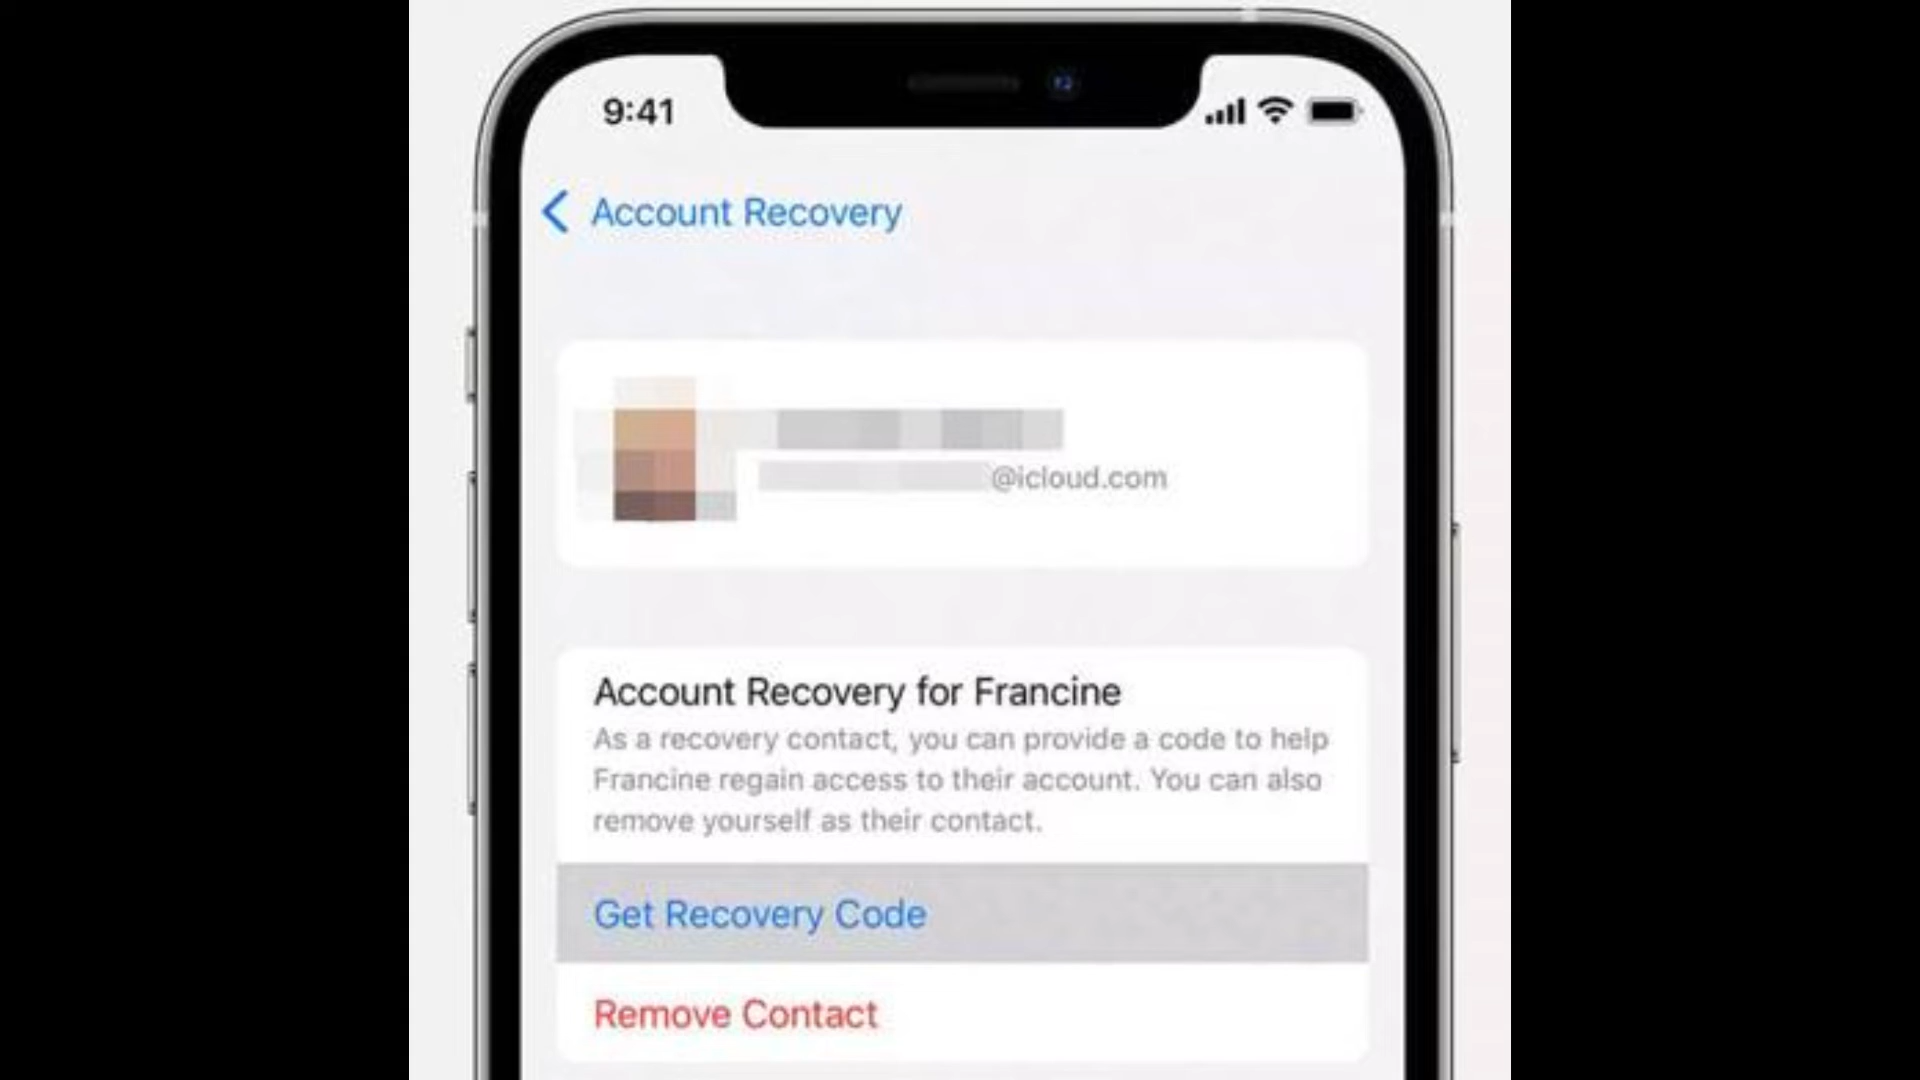 9:41
Account Recovery
@icloud.com
Account Recovery for Francine
As a recovery contact, you can provide a code to help
Francine regain access to their account. You can also
remove yourself as their contact.
Get Recovery Code
Remove Contact